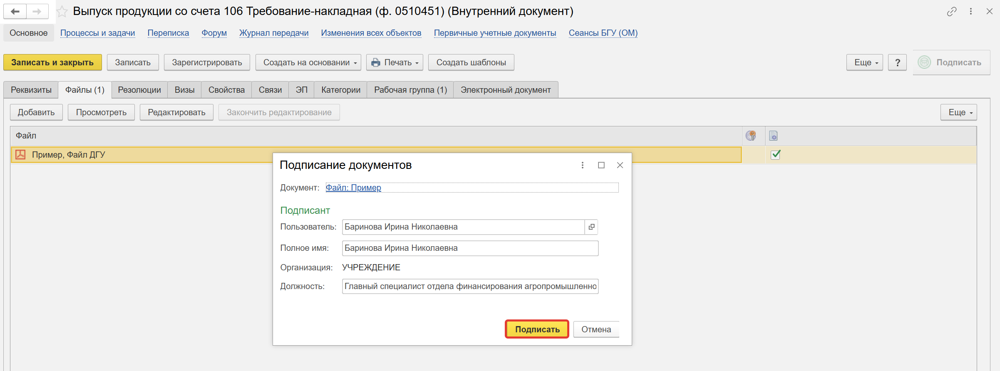 Выпуск продукции со счета 106 Требование-накладная (ф. 0510451) (Внутренний документ)
Основное Процессы и задачи Переписка Форум Журнал передачи Изменения всех объектов Первичные учетные документы Сеансы БГУ (ОМ)
Записать и закрыть Записать Зарегистрировать Создать на основании Печать Создать шаблоны Еще ? Подписать
Реквизиты Файлы (1) Резолюции Визы Свойства Связи ЭП Категории Рабочая группа (1) Электронный документ
Добавить Просмотреть Редактировать Закончить редактирование Еще
Файл
Пример, Файл ДГУ
Подписание документов
Документ: Файл: Пример
Подписант
Пользователь: Баринова Ирина Николаевна
Полное имя: Баринова Ирина Николаевна
Организация: УЧРЕЖДЕНИЕ
Должность: Главный специалист отдела финансирования агропромышленно
Подписать Отмена